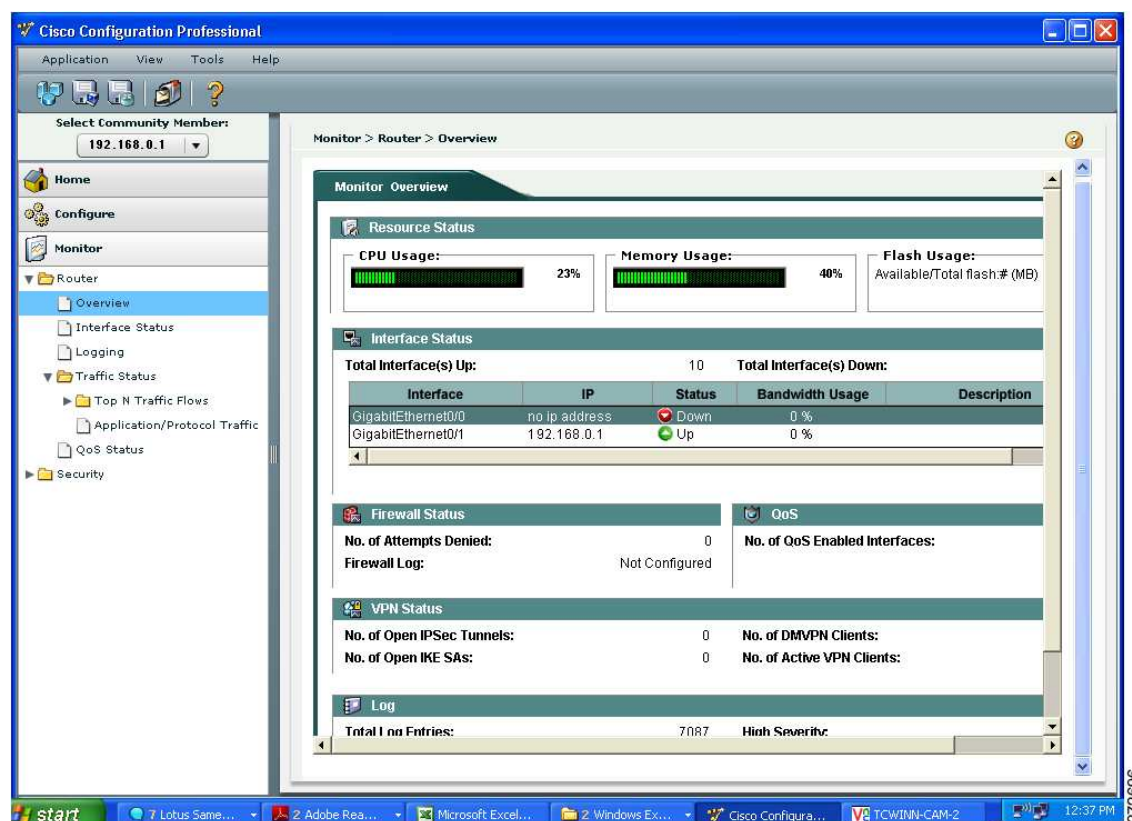 Cisco Configuration Professional
Application View Tools Help
Select Community Member:
192.168.0.1
Home
Configure
Monitor
Router
Overview
Interface Status
Logging
Traffic Status
Top N Traffic Flows
Application/Protocol Traffic
QoS Status
Security
Monitor > Router > Overview
Monitor Overview
Resource Status
CPU Usage:
23%
Memory Usage:
40%
Flash Usage:
Available/Total flash:# (MB)
Interface Status
Total Interface(s) Up: 10 Total Interface(s) Down:
Interface IP Status Bandwidth Usage Description
GigabitEthernet0/0 no ip address Down 0 %
GigabitEthernet0/1 192.168.0.1 Up 0 %
Firewall Status
No. of Attempts Denied: 0
Firewall Log: Not Configured
QoS
No. of QoS Enabled Interfaces:
VPN Status
No. of Open IPSec Tunnels: 0 No. of DMVPN Clients:
No. of Open IKE SAs: 0 No. of Active VPN Clients:
Log
Total Log Entries: 7087 High Severity:
start 7 Lotus Same... 2 Adobe Rea... Microsoft Excel... 2 Windows Ex... Cisco Configura... TCWINN-CAM-2 12:37 PM